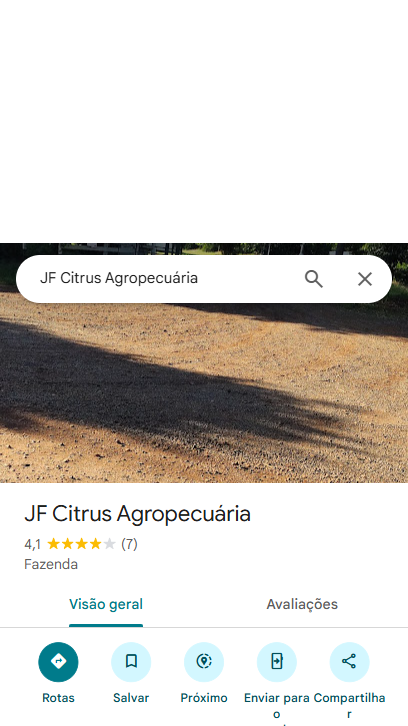 JF Citrus Agropecuária
JF Citrus Agropecuária
4,1 (7)
Fazenda
Visão geral Avaliações
Rotas Salvar Próximo Enviar para o Compartilhar